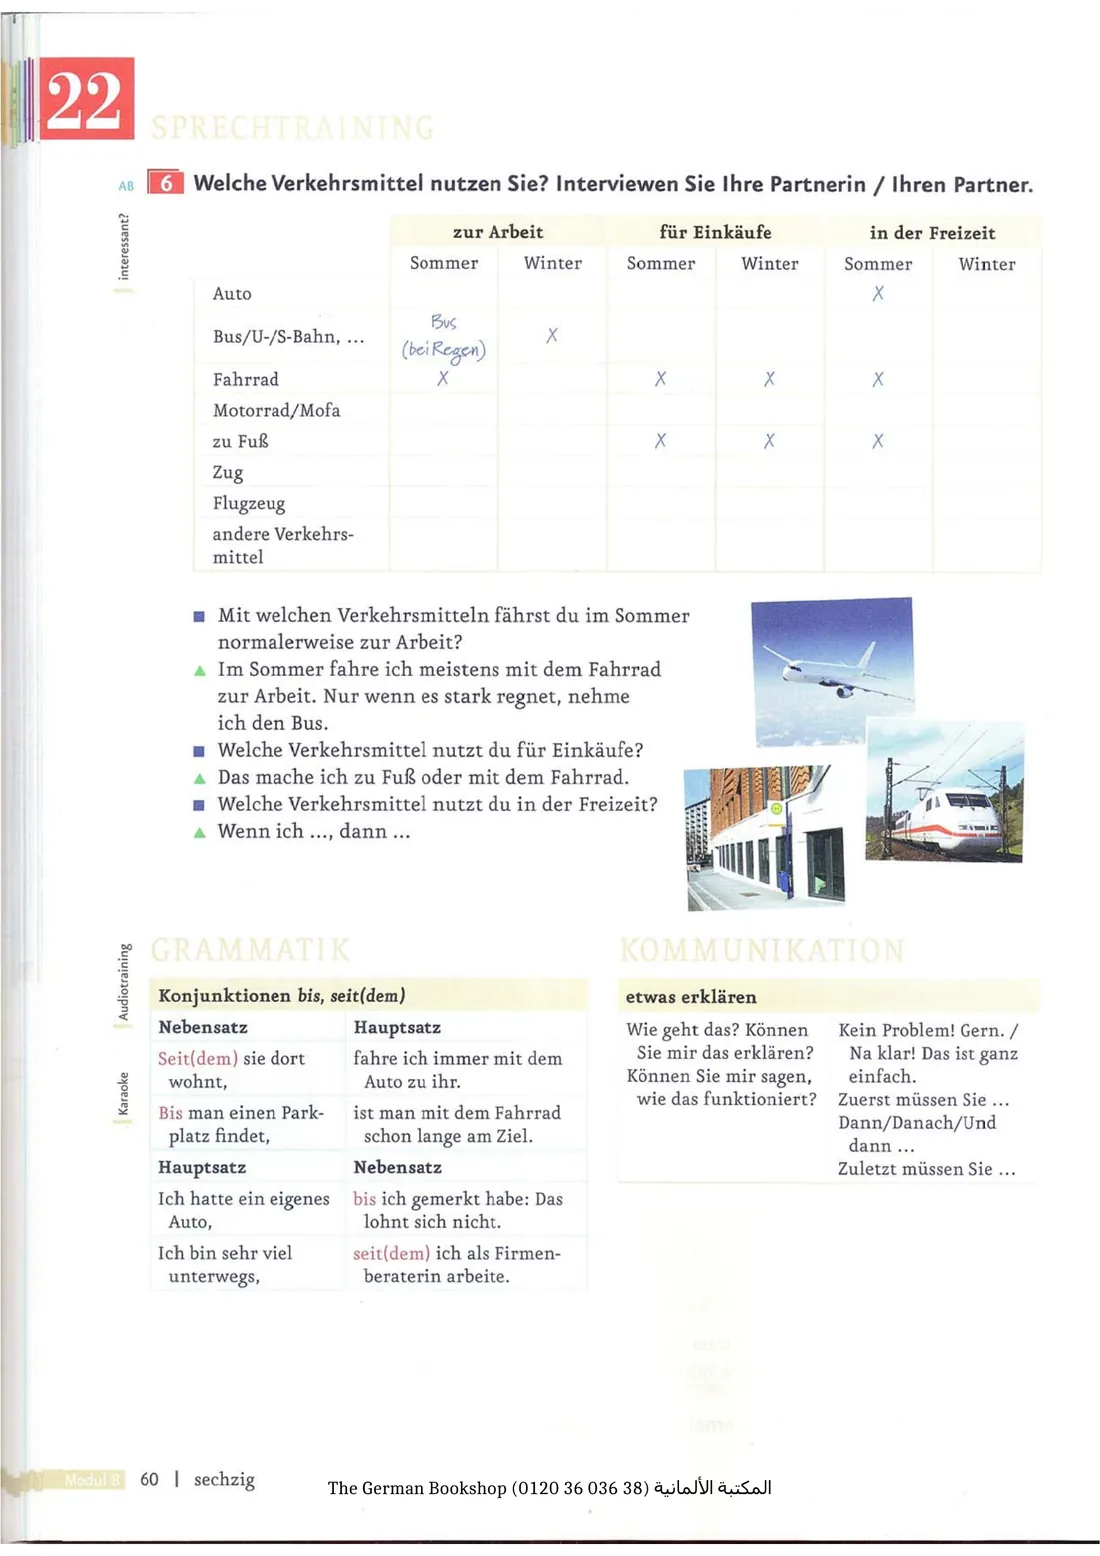 22
SPRECHTRAINING
AB 6 Welche Verkehrsmittel nutzen Sie? Interviewen Sie Ihre Partnerin / Ihren Partner.
interessant?
zur Arbeit für Einkäufe in der Freizeit
Sommer Winter Sommer Winter Sommer Winter
Auto X
Bus/U-/S-Bahn, ... Bus (bei Regen) X
Fahrrad X X X X
Motorrad/Mofa
zu Fuß X X X
Zug
Flugzeug
andere Verkehrs-
mittel
Mit welchen Verkehrsmitteln fährst du im Sommer
normalerweise zur Arbeit?
Im Sommer fahre ich meistens mit dem Fahrrad
zur Arbeit. Nur wenn es stark regnet, nehme
ich den Bus.
Welche Verkehrsmittel nutzt du für Einkäufe?
Das mache ich zu Fuß oder mit dem Fahrrad.
Welche Verkehrsmittel nutzt du in der Freizeit?
Wenn ich ..., dann ...
Audiotraining
Karaoke
GRAMMATIK
Konjunktionen bis, seit(dem)
Nebensatz Hauptsatz
Seit(dem) sie dort fahre ich immer mit dem
wohnt, Auto zu ihr.
Bis man einen Park- ist man mit dem Fahrrad
platz findet, schon lange am Ziel.
Hauptsatz Nebensatz
Ich hatte ein eigenes bis ich gemerkt habe: Das
Auto, lohnt sich nicht.
Ich bin sehr viel seit(dem) ich als Firmen-
unterwegs, beraterin arbeite.
KOMMUNIKATION
etwas erklären
Wie geht das? Können
Sie mir das erklären?
Können Sie mir sagen,
wie das funktioniert?
Kein Problem! Gern. /
Na klar! Das ist ganz
einfach.
Zuerst müssen Sie ...
Dann/Danach/Und
dann ...
Zuletzt müssen Sie ...
Modul 8 60 | sechzig
The German Bookshop (0120 36 036 38) المكتبة الألمانية